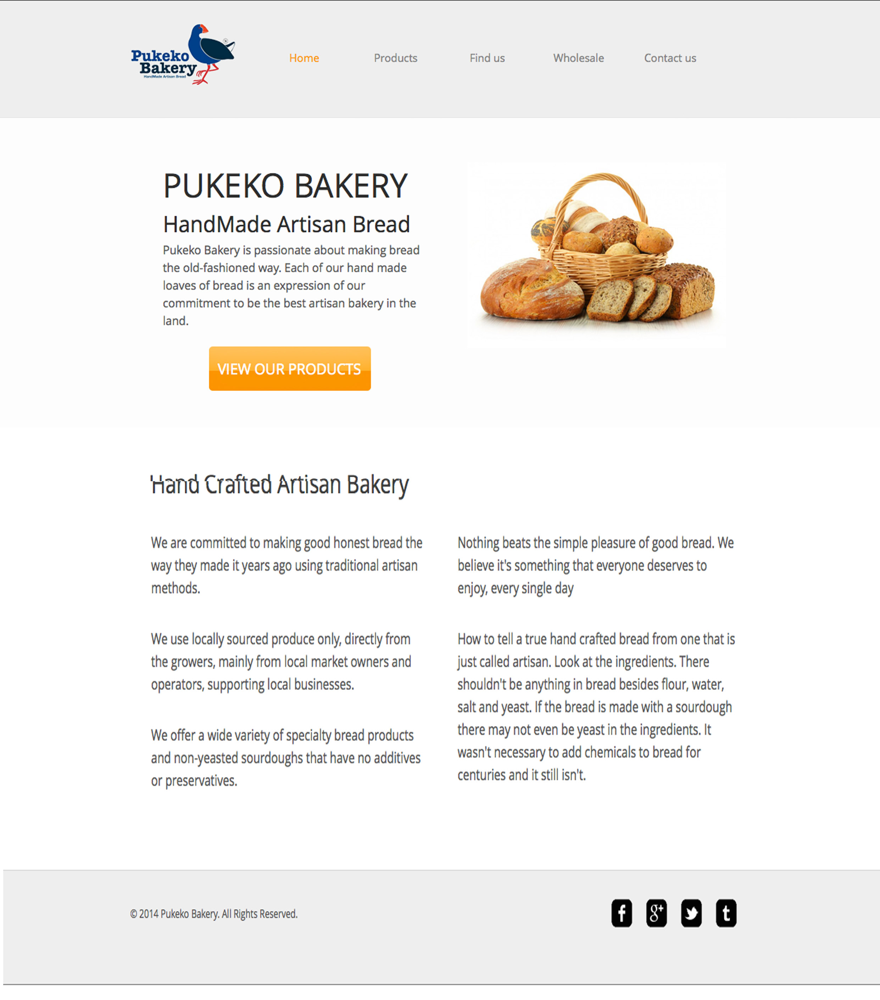 Pukeko
Bakery
HandMade Artisan Bread
Home
Products
Find us
Wholesale
Contact us
PUKEKO BAKERY
HandMade Artisan Bread
Pukeko Bakery is passionate about making bread
the old-fashioned way. Each of our hand made
loaves of bread is an expression of our
commitment to be the best artisan bakery in the
land.
VIEW OUR PRODUCTS
Hand Crafted Artisan Bakery
We are committed to making good honest bread the
way they made it years ago using traditional artisan
methods.
We use locally sourced produce only, directly from
the growers, mainly from local market owners and
operators, supporting local businesses.
We offer a wide variety of specialty bread products
and non-yeasted sourdoughs that have no additives
or preservatives.
Nothing beats the simple pleasure of good bread. We
believe it's something that everyone deserves to
enjoy, every single day
How to tell a true hand crafted bread from one that is
just called artisan. Look at the ingredients. There
shouldn't be anything in bread besides flour, water,
salt and yeast. If the bread is made with a sourdough
there may not even be yeast in the ingredients. It
wasn't necessary to add chemicals to bread for
centuries and it still isn't.
© 2014 Pukeko Bakery. All Rights Reserved.
f
g+
t